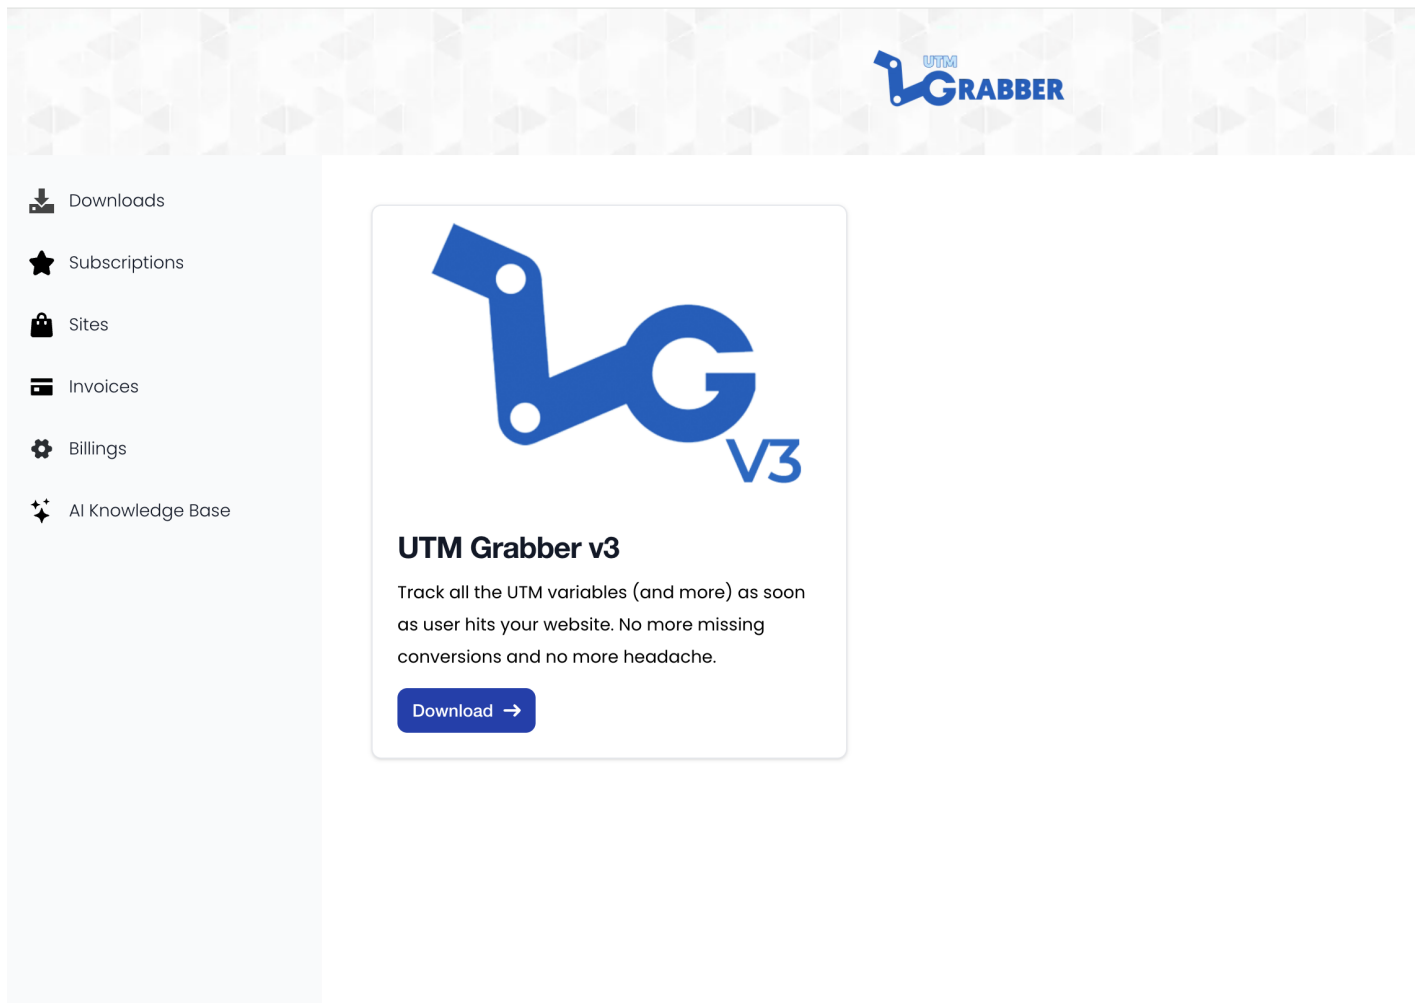 UTM
GRABBER
Downloads
Subscriptions
Sites
Invoices
Billings
AI Knowledge Base
G
V3
UTM Grabber v3
Track all the UTM variables (and more) as soon
as user hits your website. No more missing
conversions and no more headache.
Download